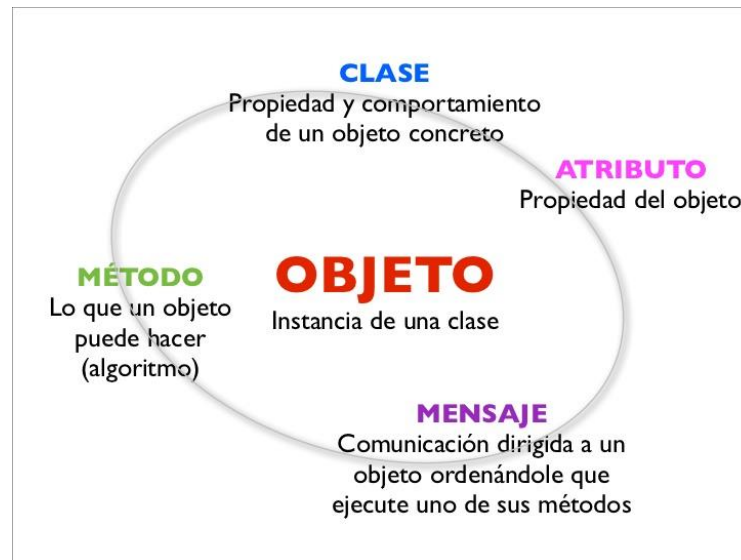 CLASE
Propiedad y comportamiento
de un objeto concreto
ATRIBUTO
Propiedad del objeto
MÉTODO
Lo que un objeto
puede hacer
(algoritmo)
OBJETO
Instancia de una clase
MENSAJE
Comunicación dirigida a un
objeto ordenándole que
ejecute uno de sus métodos